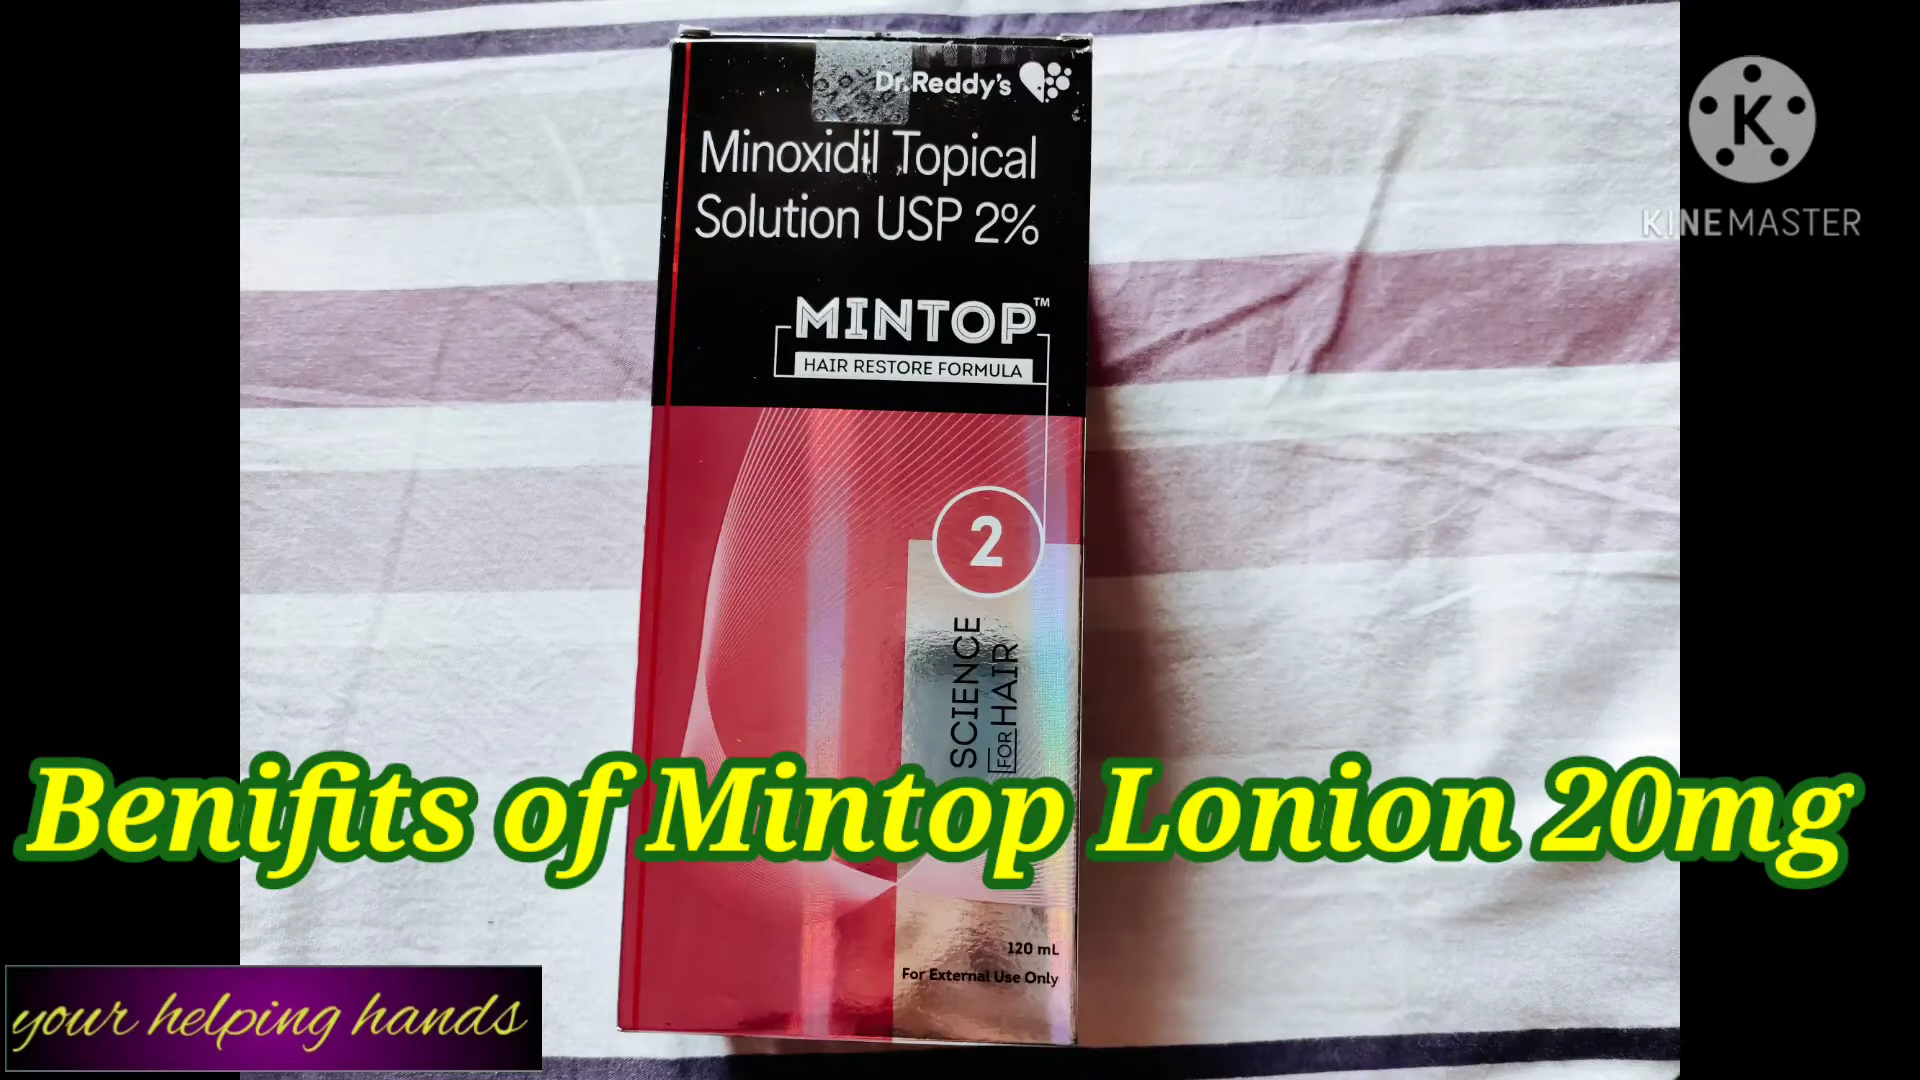 Dr.Reddy's
Minoxidil Topical
Solution USP 2%
MINTOP™
HAIR RESTORE FORMULA
2
SCIENCE
FOR HAIR
120 mL
For External Use Only
K
KINEMASTER
Benifits of Mintop Lonion 20mg
your helping hands